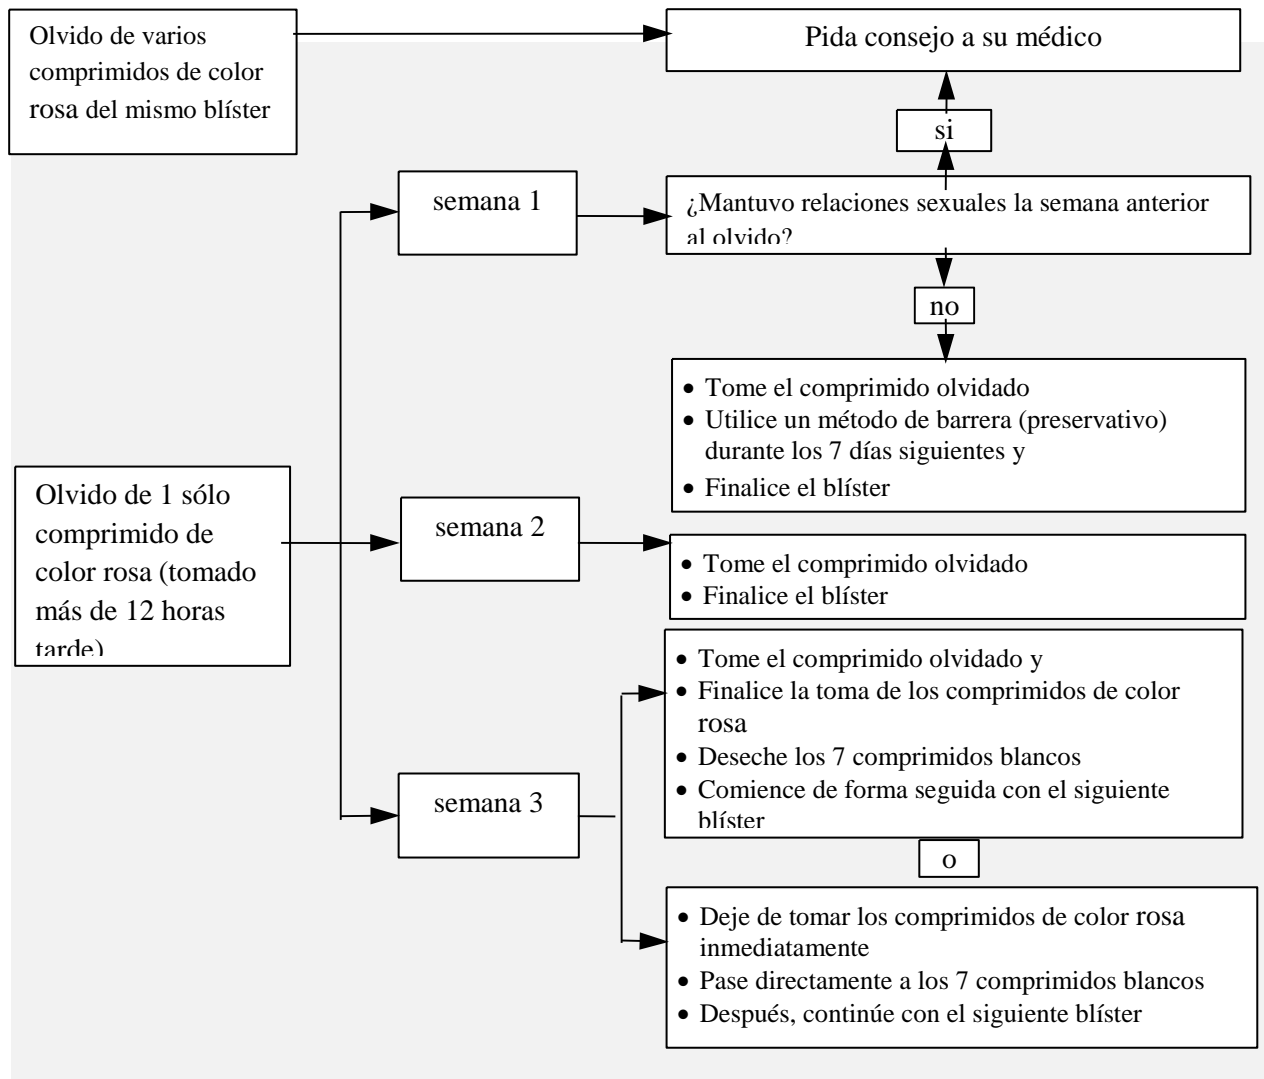 Olvido de varios
comprimidos de color
rosa del mismo blíster
Pida consejo a su médico
si
semana 1
¿Mantuvo relaciones sexuales la semana anterior
al olvido?
no
• Tome el comprimido olvidado
• Utilice un método de barrera (preservativo)
durante los 7 días siguientes y
• Finalice el blíster
Olvido de 1 sólo
comprimido de
color rosa (tomado
más de 12 horas
tarde)
semana 2
• Tome el comprimido olvidado
• Finalice el blíster
semana 3
• Tome el comprimido olvidado y
• Finalice la toma de los comprimidos de color
rosa
• Deseche los 7 comprimidos blancos
• Comience de forma seguida con el siguiente
blíster
o
• Deje de tomar los comprimidos de color rosa
inmediatamente
• Pase directamente a los 7 comprimidos blancos
• Después, continúe con el siguiente blíster